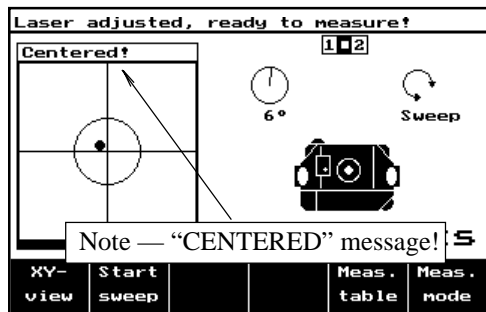 Laser adjusted, ready to measure!
Centered!
1 2
6°
Sweep
Note — “CENTERED” message!
XY- Start Meas. Meas.
view sweep table mode